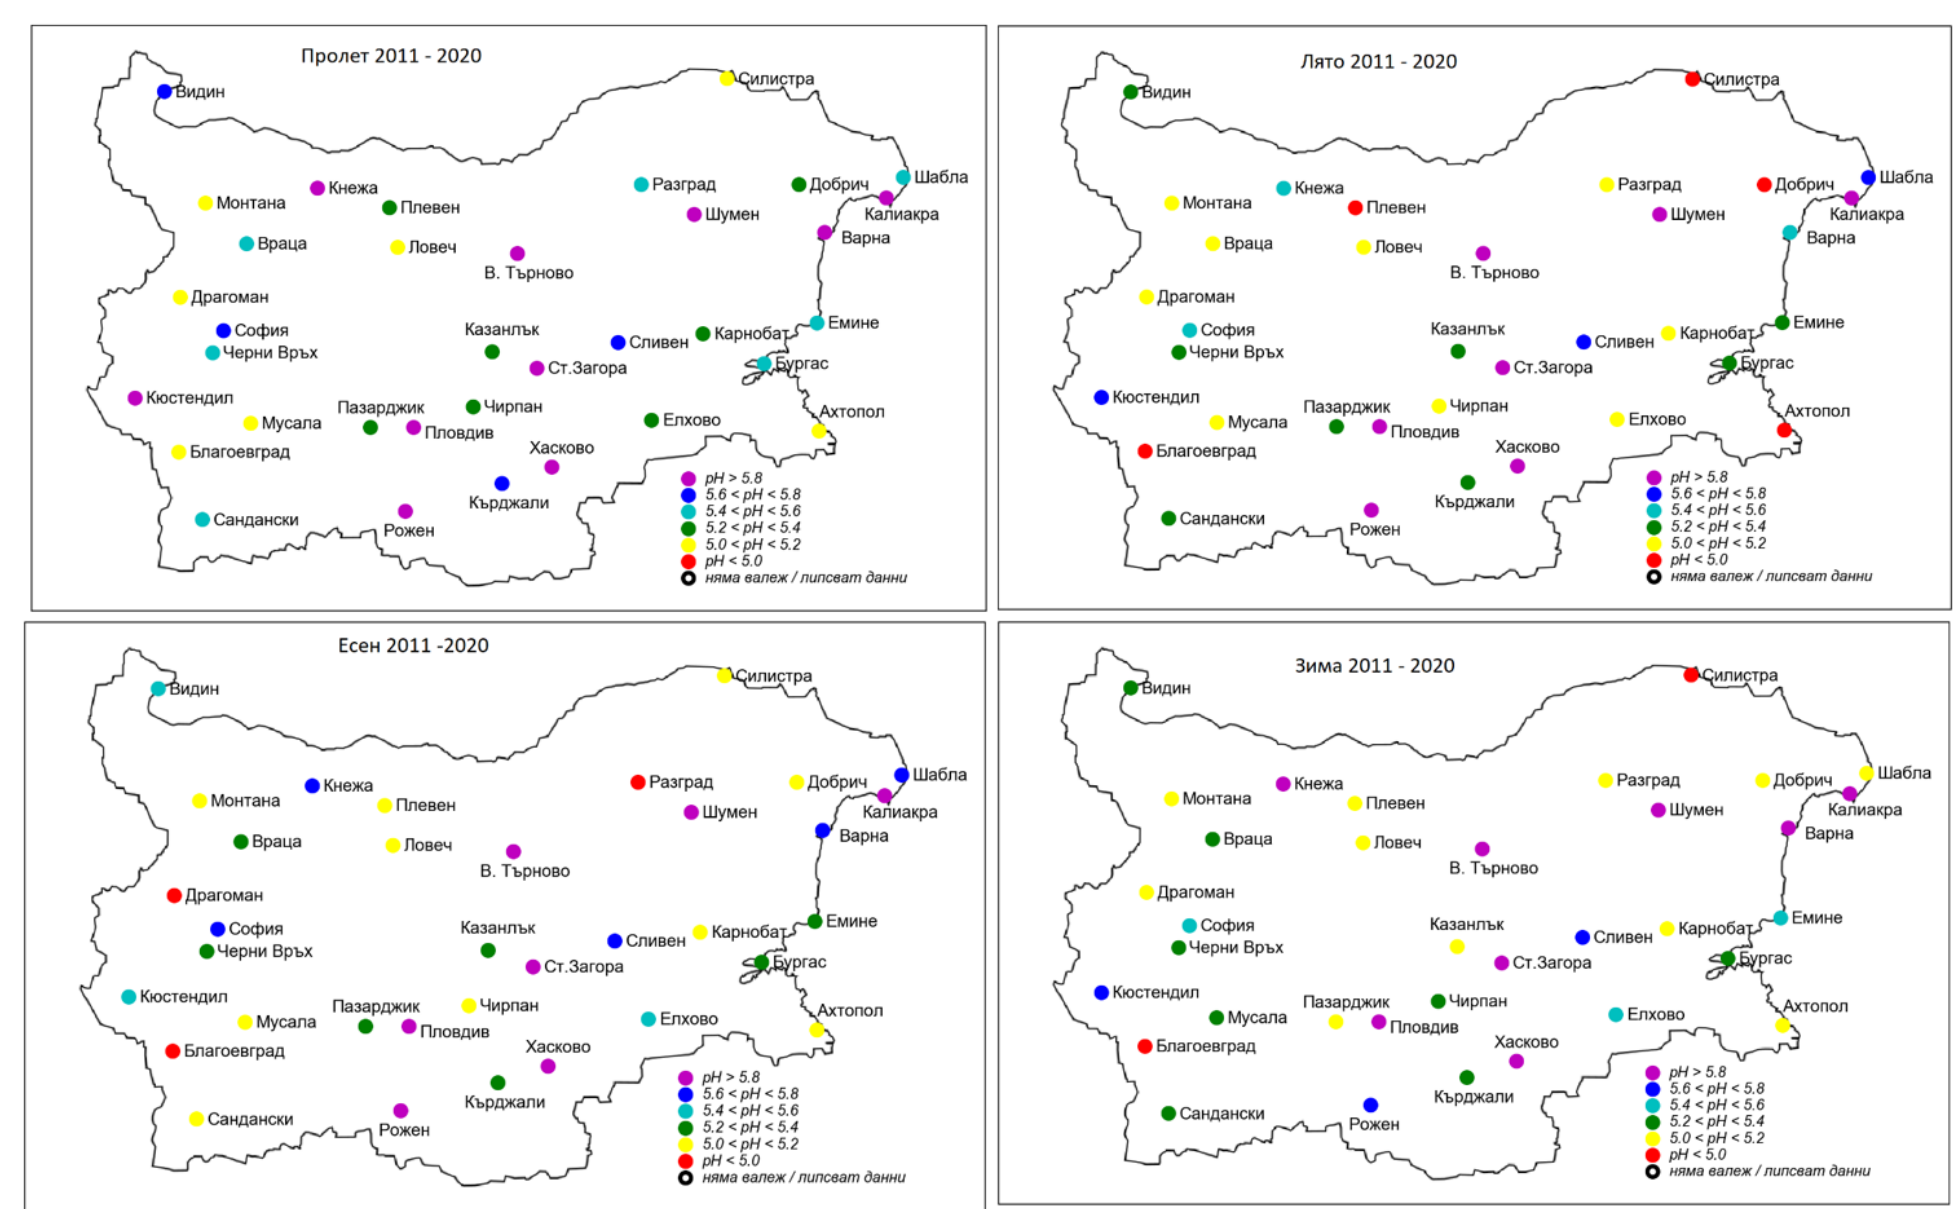 Пролет 2011 - 2020
Силистра
Видин
Шабла
Разград
Добрич
Кнежа
Монтана
Плевен
Калиакра
Шумен
Варна
Враца
Ловеч
В. Търново
Драгоман
Емине
София
Казанлък
Карнобат
Сливен
Черни Връх
Бургас
Ст.Загора
Кюстендил
Пазарджик
Чирпан
Ахтопол
Мусала
Елхово
Пловдив
Благоевград
Хасково
Кърджали
Сандански
Рожен
pH > 5.8
5.6 < pH < 5.8
5.4 < pH < 5.6
5.2 < pH < 5.4
5.0 < pH < 5.2
pH < 5.0
няма валеж / липсват данни
Лято 2011 - 2020
Силистра
Видин
Шабла
Разград
Добрич
Кнежа
Монтана
Плевен
Калиакра
Шумен
Варна
Враца
Ловеч
В. Търново
Драгоман
Емине
София
Казанлък
Карнобат
Сливен
Черни Връх
Бургас
Ст.Загора
Кюстендил
Пазарджик
Чирпан
Ахтопол
Мусала
Елхово
Пловдив
Благоевград
Хасково
Кърджали
Сандански
Рожен
pH > 5.8
5.6 < pH < 5.8
5.4 < pH < 5.6
5.2 < pH < 5.4
5.0 < pH < 5.2
pH < 5.0
няма валеж / липсват данни
Есен 2011 -2020
Силистра
Видин
Шабла
Разград
Добрич
Кнежа
Монтана
Плевен
Калиакра
Шумен
Варна
Враца
Ловеч
В. Търново
Драгоман
Емине
София
Казанлък
Карнобат
Сливен
Черни Връх
Бургас
Ст.Загора
Кюстендил
Пазарджик
Чирпан
Ахтопол
Мусала
Елхово
Пловдив
Благоевград
Хасково
Кърджали
Сандански
Рожен
pH > 5.8
5.6 < pH < 5.8
5.4 < pH < 5.6
5.2 < pH < 5.4
5.0 < pH < 5.2
pH < 5.0
няма валеж / липсват данни
Зима 2011 - 2020
Силистра
Видин
Шабла
Разград
Добрич
Кнежа
Монтана
Плевен
Калиакра
Шумен
Варна
Враца
Ловеч
В. Търново
Драгоман
Емине
София
Казанлък
Карнобат
Сливен
Черни Връх
Бургас
Ст.Загора
Кюстендил
Пазарджик
Чирпан
Ахтопол
Мусала
Елхово
Пловдив
Благоевград
Хасково
Кърджали
Сандански
Рожен
pH > 5.8
5.6 < pH < 5.8
5.4 < pH < 5.6
5.2 < pH < 5.4
5.0 < pH < 5.2
pH < 5.0
няма валеж / липсват данни